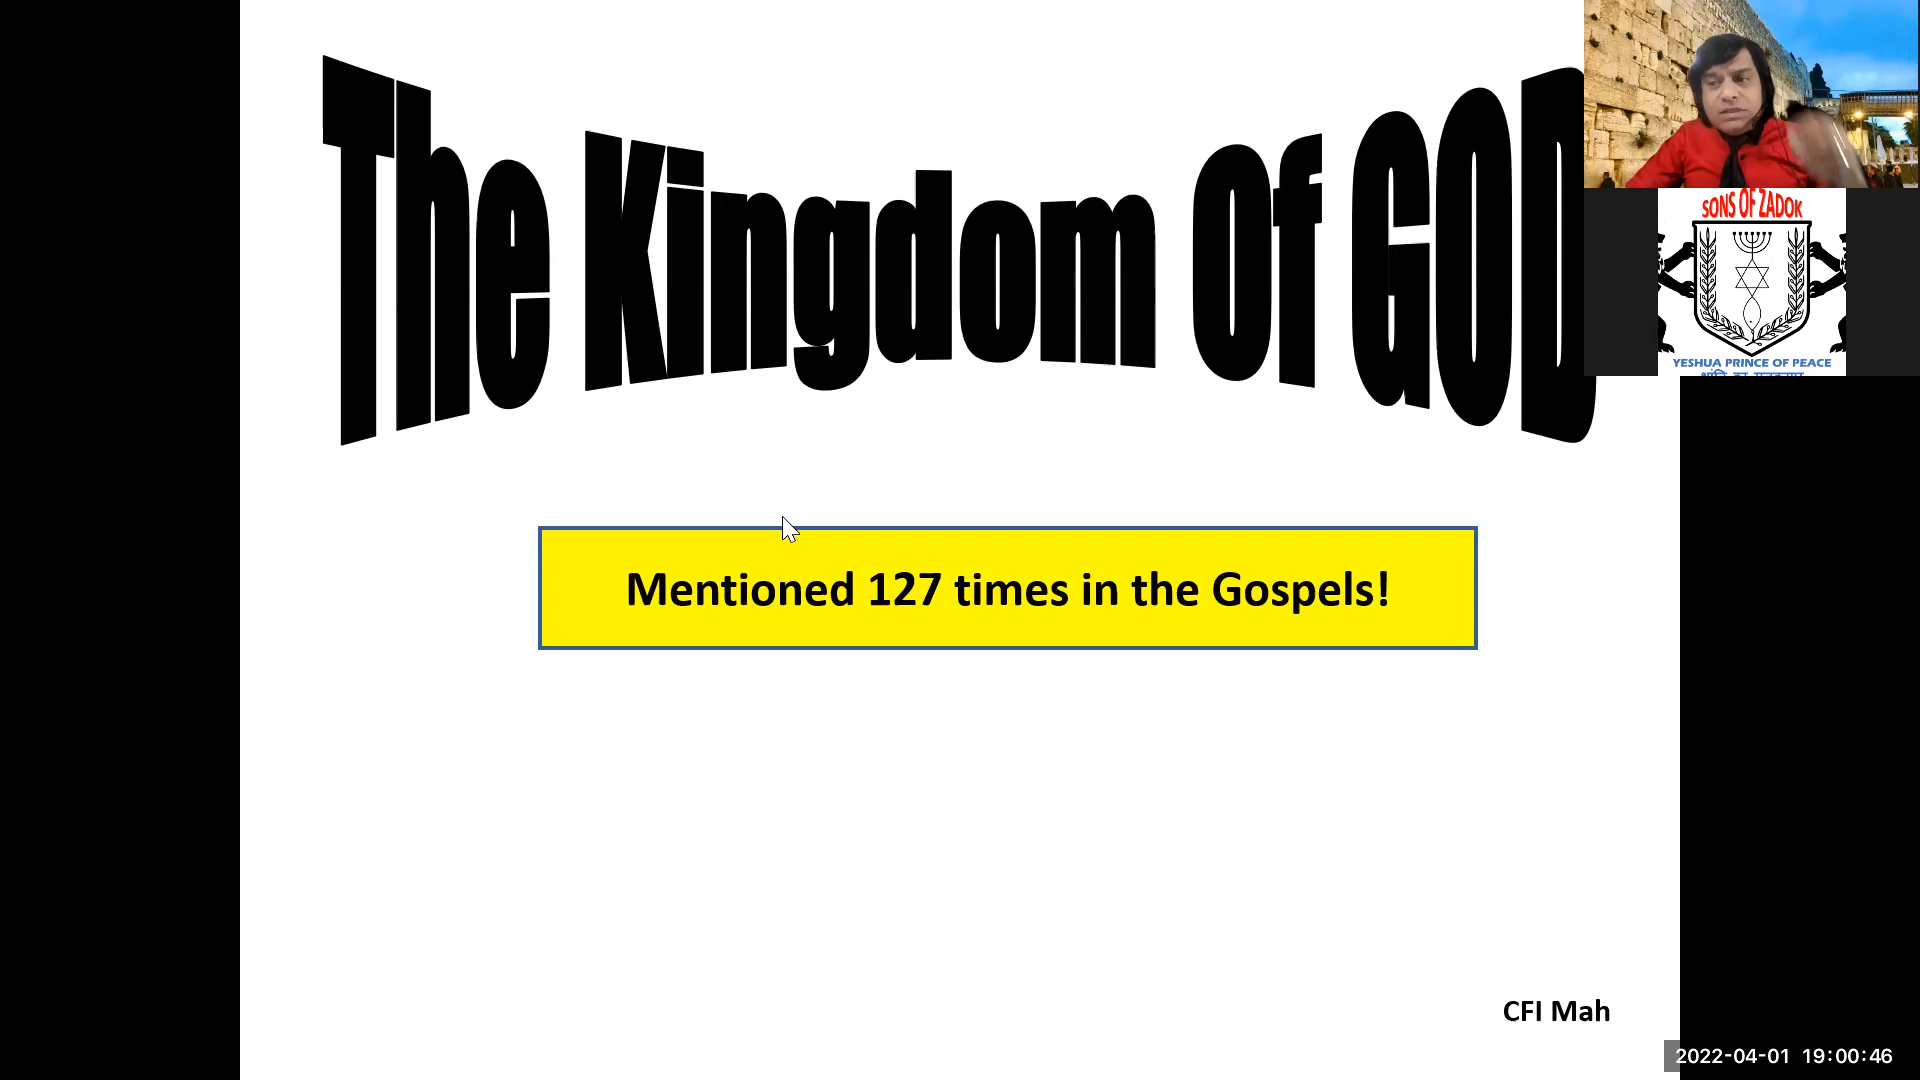 The Kingdom Of GOD
SONS OF ZADOK
YESHUA PRINCE OF PEACE
Mentioned 127 times in the Gospels!
CFI Mah
2022-04-01 19:00:46